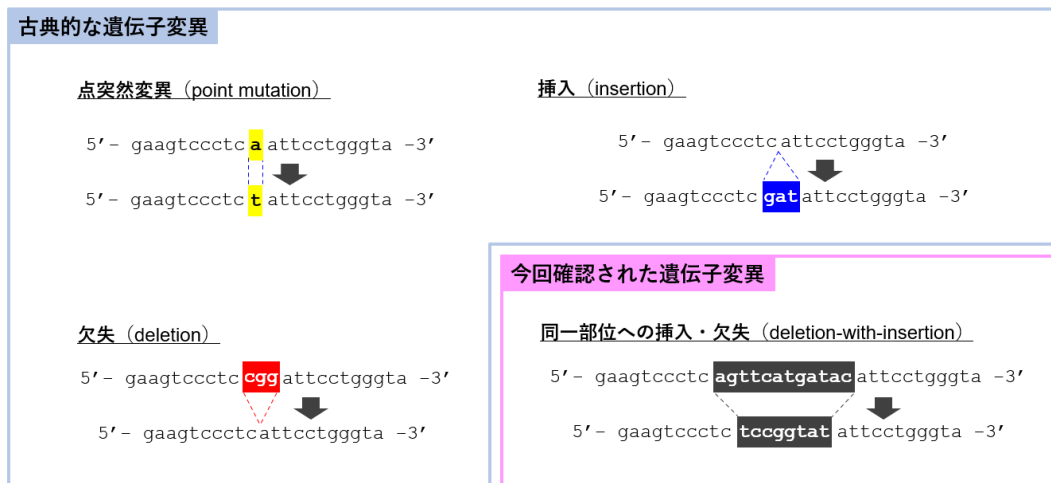 古典的な遺伝子変異
点突然変異（point mutation）
5’- gaagtccctc a attcctgggta -3’
5’- gaagtccctc t attcctgggta -3’
挿入（insertion）
5’- gaagtccctcattcctgggta -3’
5’- gaagtccctc gat attcctgggta -3’
欠失（deletion）
5’- gaagtccctc cgg attcctgggta -3’
5’- gaagtccctcattcctgggta -3’
今回確認された遺伝子変異
同一部位への挿入・欠失（deletion-with-insertion）
5’- gaagtccctc agttcatgatac attcctgggta -3’
5’- gaagtccctc tccggtat attcctgggta -3’